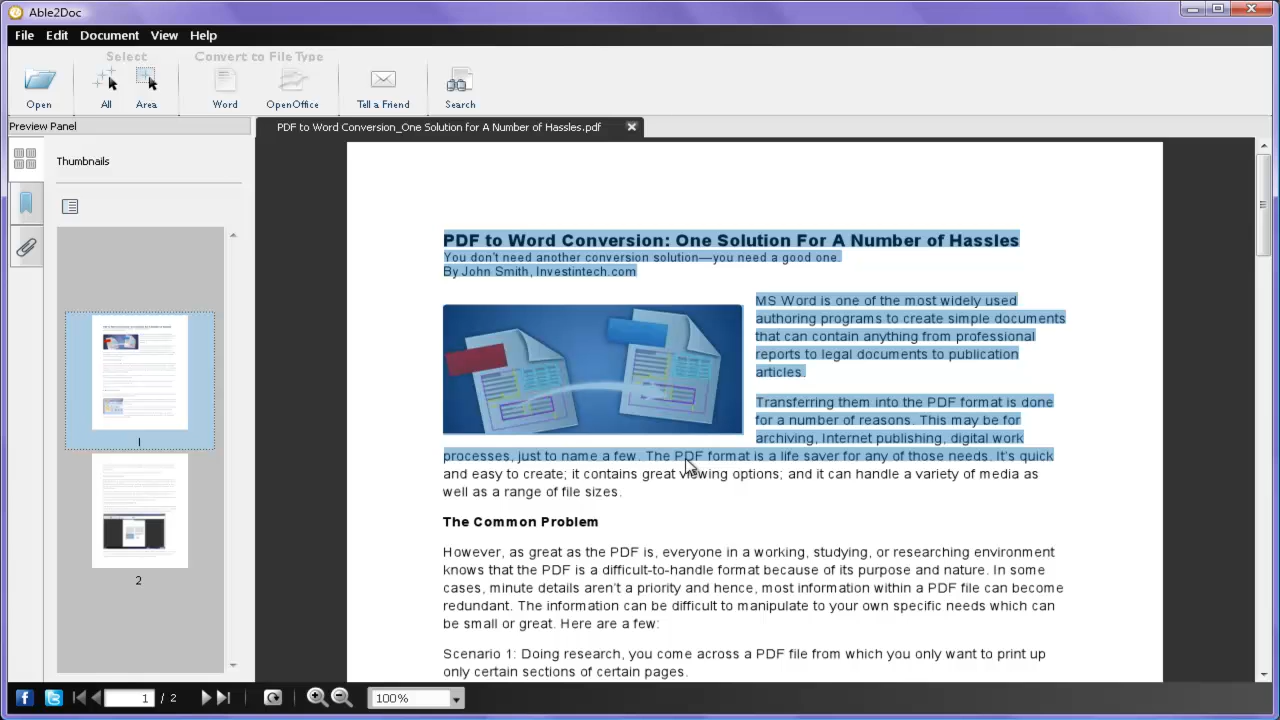 Able2Doc
File Edit Document View Help
Select Convert to File Type
Open All Area Word OpenOffice Tell a Friend Search
Preview Panel
PDF to Word Conversion_One Solution for A Number of Hassles.pdf
Thumbnails
1
2
PDF to Word Conversion: One Solution For A Number of Hassles
You don't need another conversion solution—you need a good one.
By John Smith, Investintech.com
MS Word is one of the most widely used
authoring programs to create simple documents
that can contain anything from professional
reports to legal documents to publication
articles.
Transferring them into the PDF format is done
for a number of reasons. This may be for
archiving, Internet publishing, digital work
processes, just to name a few. The PDF format is a life saver for any of those needs. It's quick
and easy to create; it contains great viewing options; and it can handle a variety of media as
well as a range of file sizes.
The Common Problem
However, as great as the PDF is, everyone in a working, studying, or researching environment
knows that the PDF is a difficult-to-handle format because of its purpose and nature. In some
cases, minute details aren't a priority and hence, most information within a PDF file can become
redundant. The information can be difficult to manipulate to your own specific needs which can
be small or great. Here are a few:
Scenario 1: Doing research, you come across a PDF file from which you only want to print up
only certain sections of certain pages.
1 / 2 100%